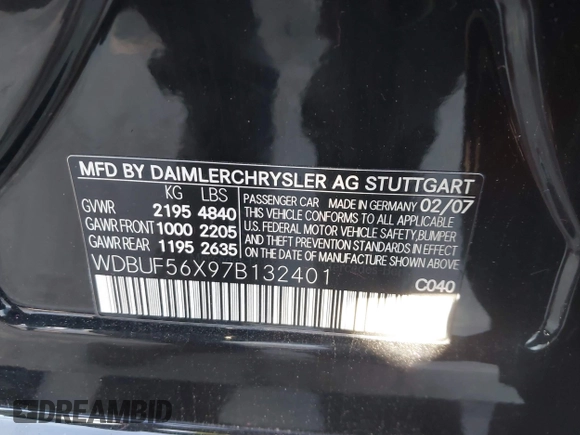 MFD BY DAIMLERCHRYSLER AG STUTTGART
KG LBS
GVWR 2195 4840
GAWR FRONT 1000 2205
GAWR REAR 1195 2635
PASSENGER CAR MADE IN GERMANY 02/07
THIS VEHICLE CONFORMS TO ALL APPLICABLE
U.S. FEDERAL MOTOR VEHICLE SAFETY, BUMPER
AND THEFT PREVENTION STANDARDS IN EFFECT
ON THE DATE OF MANUFACTURE SHOWN ABOVE
WDBUF56X97B132401
C040
DREAMBID